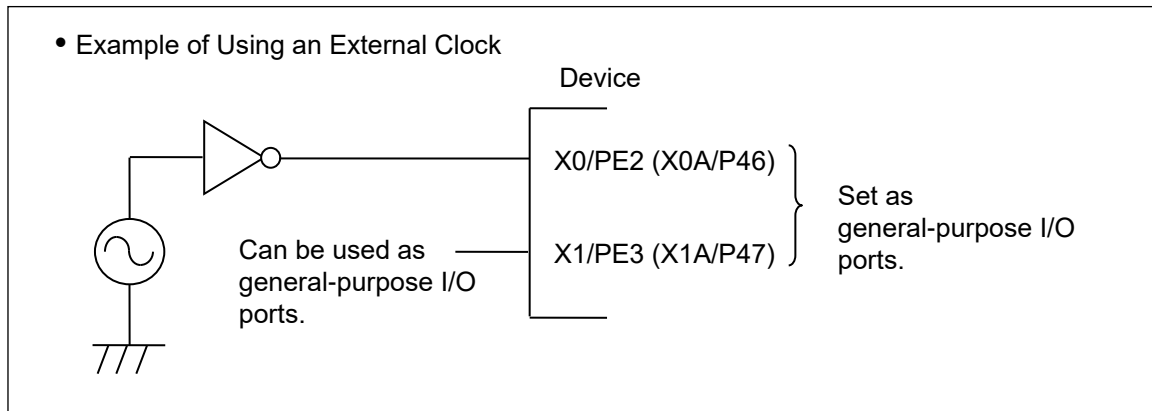 • Example of Using an External Clock
Device
X0/PE2 (X0A/P46)
Set as
general-purpose I/O
ports.
Can be used as
general-purpose I/O
ports.
X1/PE3 (X1A/P47)